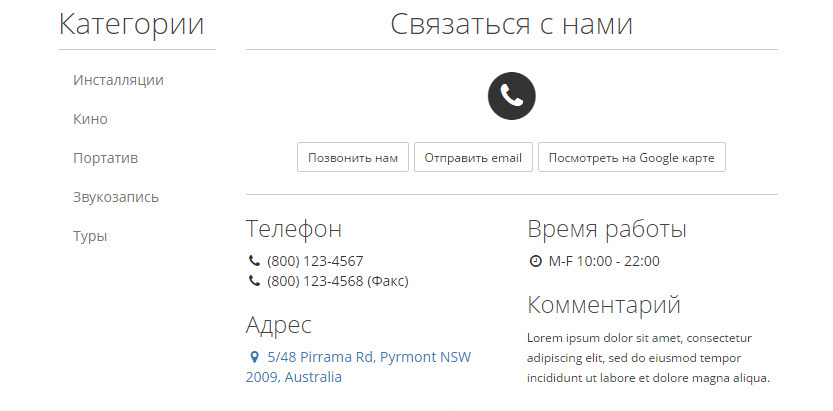 Категории
Инсталляции
Кино
Портатив
Звукозапись
Туры
Связаться с нами
Позвонить нам
Отправить email
Посмотреть на Google карте
Телефон
(800) 123-4567
(800) 123-4568 (Факс)
Адрес
5/48 Pirrama Rd, Pyrmont NSW
2009, Australia
Время работы
M-F 10:00 - 22:00
Комментарий
Lorem ipsum dolor sit amet, consectetur
adipiscing elit, sed do eiusmod tempor
incididunt ut labore et dolore magna aliqua.